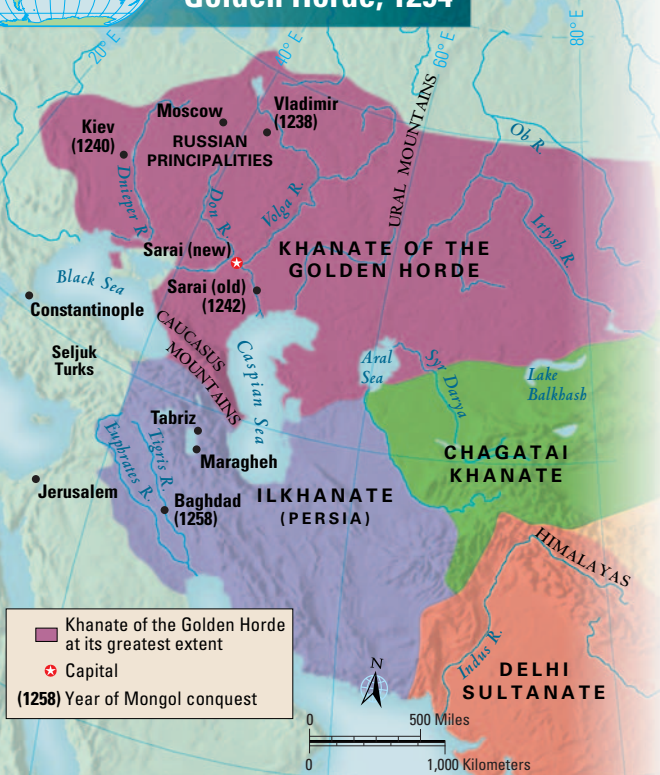 Golden Horde, 1294
20° E
40° E
60° E
80° E
Moscow
Vladimir
(1238)
Kiev
(1240)
RUSSIAN
PRINCIPALITIES
URAL MOUNTAINS
Ob R.
Dnieper R.
Don R.
Volga R.
Irtysh R.
Sarai (new)
KHANATE OF THE
GOLDEN HORDE
Black Sea
Sarai (old)
(1242)
Constantinople
CAUCASUS
MOUNTAINS
Seljuk
Turks
Caspian Sea
Aral
Sea
Syr Darya
Lake
Balkhash
Tabriz
Euphrates R.
Tigris R.
Maragheh
CHAGATAI
KHANATE
Jerusalem
Baghdad
(1258)
ILKHANATE
(PERSIA)
HIMALAYAS
Indus R.
DELHI
SULTANATE
Khanate of the Golden Horde
at its greatest extent
Capital
(1258) Year of Mongol conquest
N
0 500 Miles
0 1,000 Kilometers